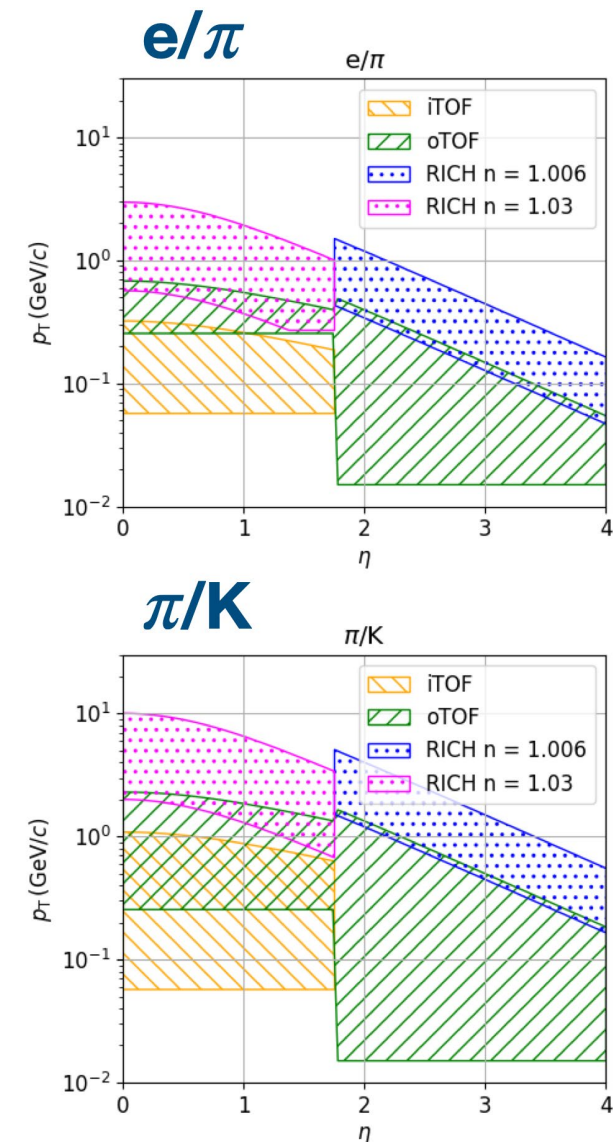 e/π
e/π
iTOF
oTOF
RICH n = 1.006
RICH n = 1.03
10¹
10⁰
10⁻¹
10⁻²
p_T (GeV/c)
0 1 2 3 4
η
π/K
π/K
iTOF
oTOF
RICH n = 1.006
RICH n = 1.03
10¹
10⁰
10⁻¹
10⁻²
p_T (GeV/c)
0 1 2 3 4
η